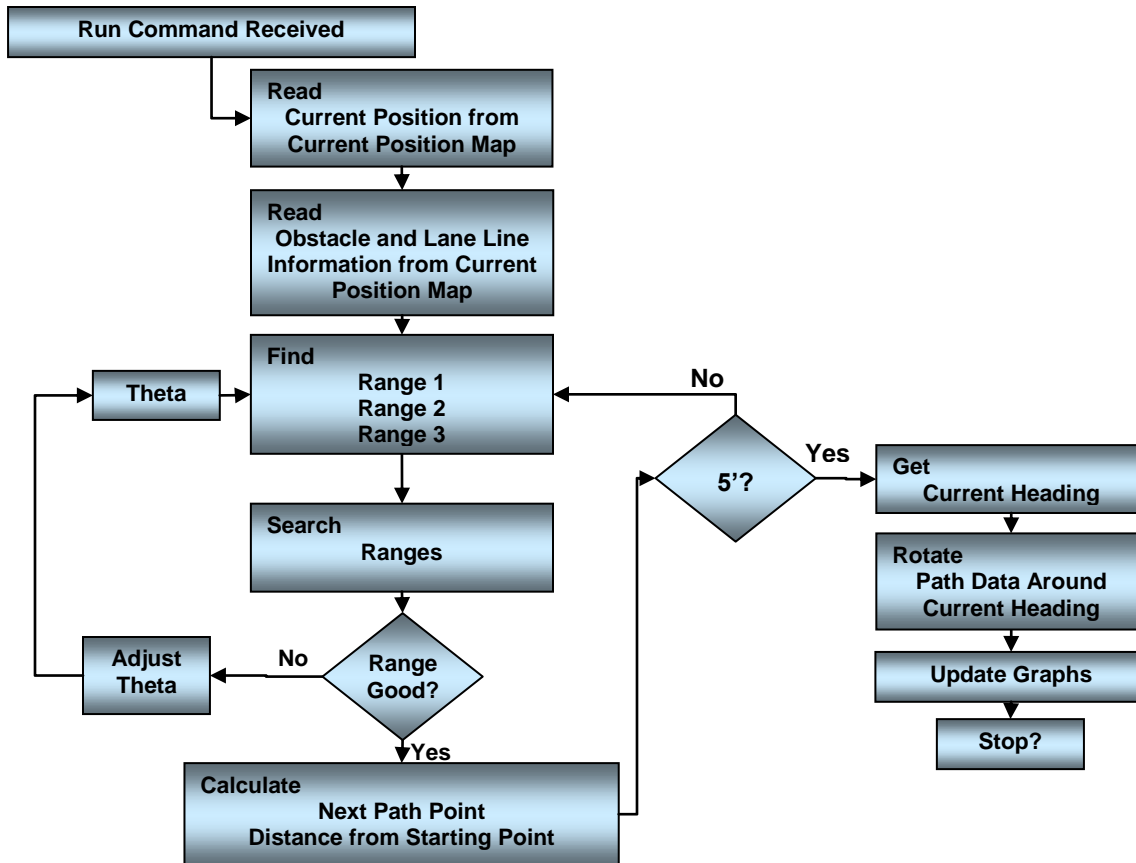 Run Command Received
Read
Current Position from
Current Position Map
Read
Obstacle and Lane Line
Information from Current
Position Map
Find
Range 1
Range 2
Range 3
Theta
Search
Ranges
Range
Good?
No
Adjust
Theta
Yes
Calculate
Next Path Point
Distance from Starting Point
5’?
No
Yes
Get
Current Heading
Rotate
Path Data Around
Current Heading
Update Graphs
Stop?